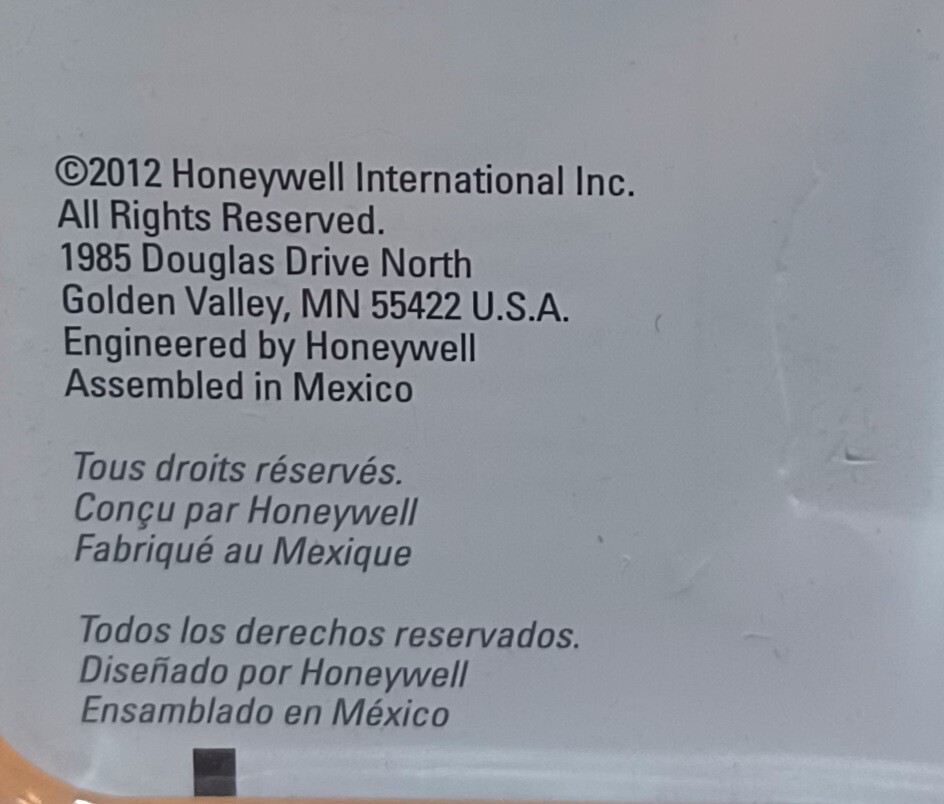 ©2012 Honeywell International Inc.
All Rights Reserved.
1985 Douglas Drive North
Golden Valley, MN 55422 U.S.A.
Engineered by Honeywell
Assembled in Mexico
Tous droits réservés.
Conçu par Honeywell
Fabriqué au Mexique
Todos los derechos reservados.
Diseñado por Honeywell
Ensamblado en México